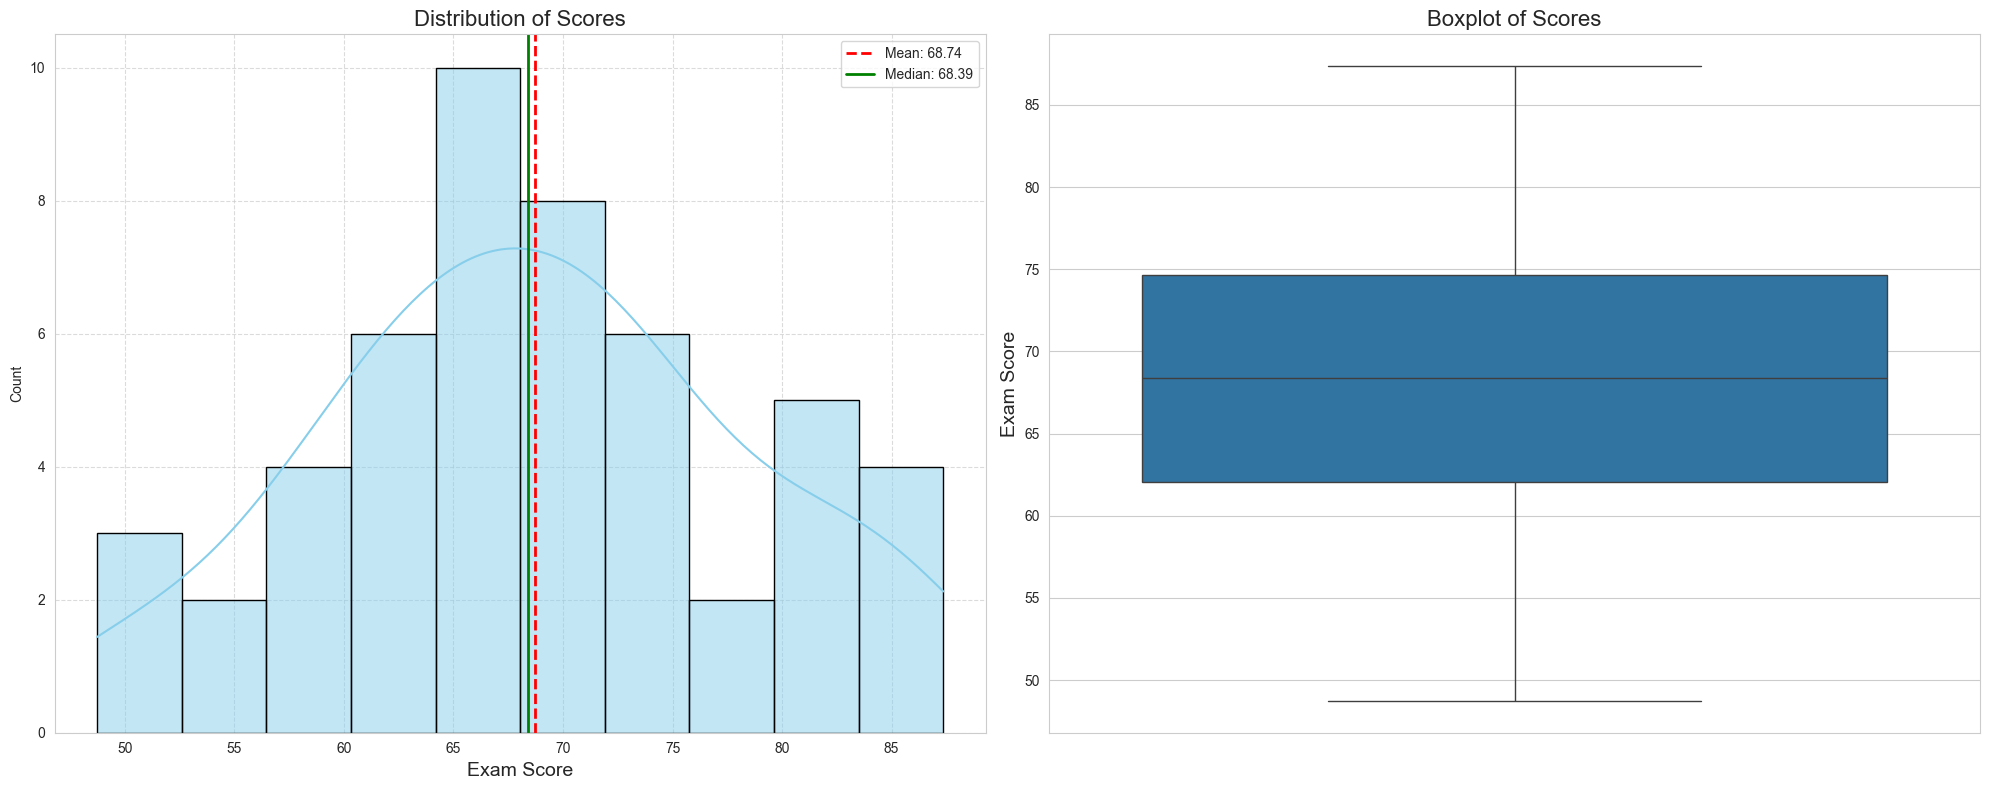 Distribution of Scores
Mean: 68.74
Median: 68.39
10
8
6
4
2
0
Count
50 55 60 65 70 75 80 85
Exam Score
Boxplot of Scores
85
80
75
70
65
60
55
50
Exam Score